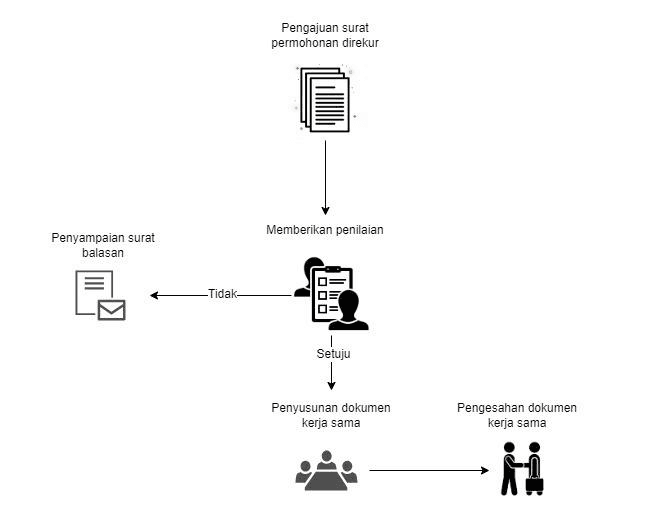 Pengajuan surat
permohonan direkur
Memberikan penilaian
Penyampaian surat
balasan
Tidak
Setuju
Penyusunan dokumen
kerja sama
Pengesahan dokumen
kerja sama